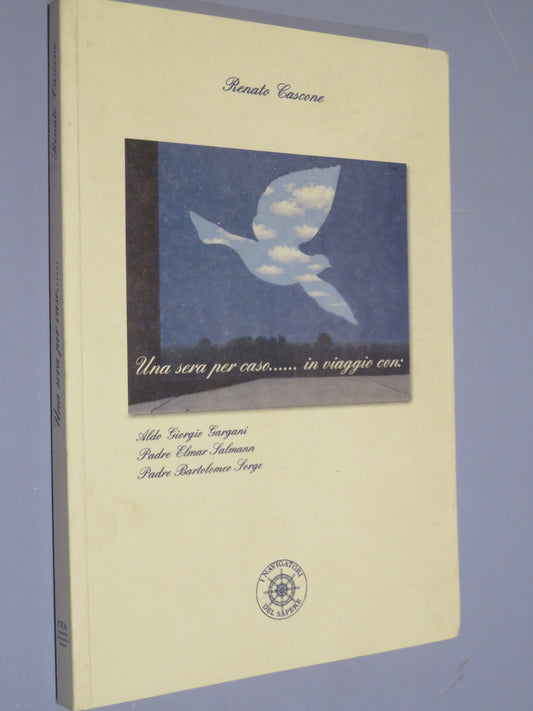 Renato Cascone
Una sera per caso...... in viaggio con:
Aldo Giorgio Gargani
Padre Elmar Salmann
Padre Bartolomeo Sorge
I NAVIGATORI
DEL SAPERE
Renato Cascone
Una sera per caso......
CUA